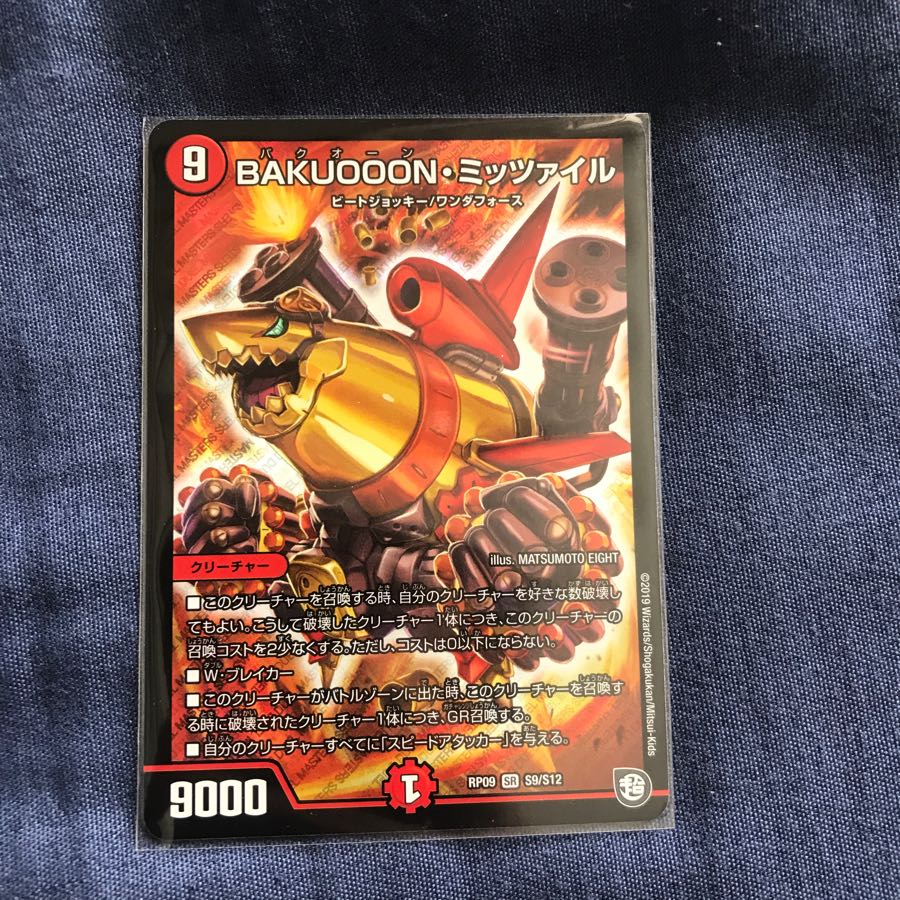 9
バクオーン
BAKUOOON・ミッツァイル
ビートジョッキー/ワンダフォース
illus. MATSUMOTO EIGHT
クリーチャー
■このクリーチャーを召喚する時、自分のクリーチャーを好きな数破壊し
てもよい。こうして破壊したクリーチャー1体につき、このクリーチャーの
召喚コストを2少なくする。ただし、コストは0以下にならない。
■W・ブレイカー
■このクリーチャーがバトルゾーンに出た時、このクリーチャーを召喚す
る時に破壊されたクリーチャー1体につき、GR召喚する。
■自分のクリーチャーすべてに「スピードアタッカー」を与える。
9000
1
RP09 SR S9/S12
超
©2019 Wizards/Shogakukan/Mitsui-Kids